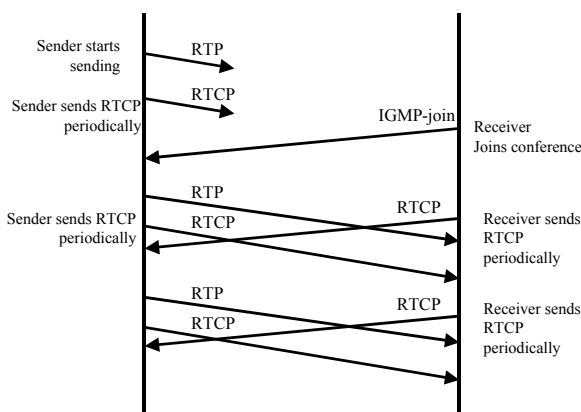 Sender starts
sending
RTP
Sender sends RTCP
periodically
RTCP
IGMP-join
Receiver
Joins conference
RTP
Sender sends RTCP
periodically
RTCP
RTCP
Receiver sends
RTCP
periodically
RTP
RTCP
RTCP
Receiver sends
RTCP
periodically